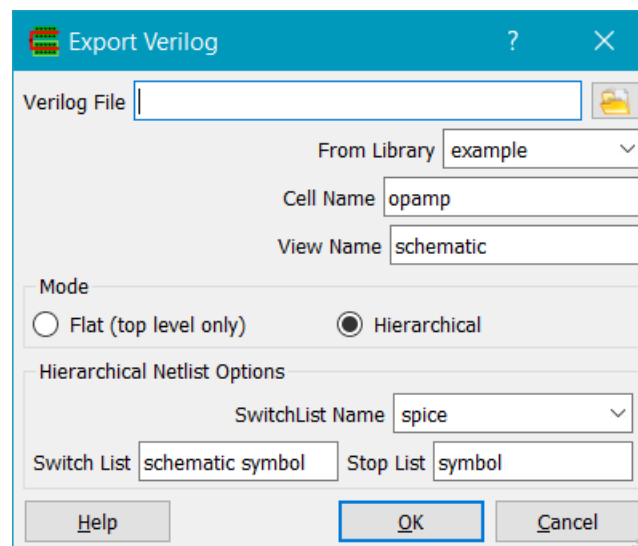 Export Verilog ?
Verilog File
From Library example
Cell Name opamp
View Name schematic
Mode
Flat (top level only) Hierarchical
Hierarchical Netlist Options
SwitchList Name spice
Switch List schematic symbol Stop List symbol
Help OK Cancel